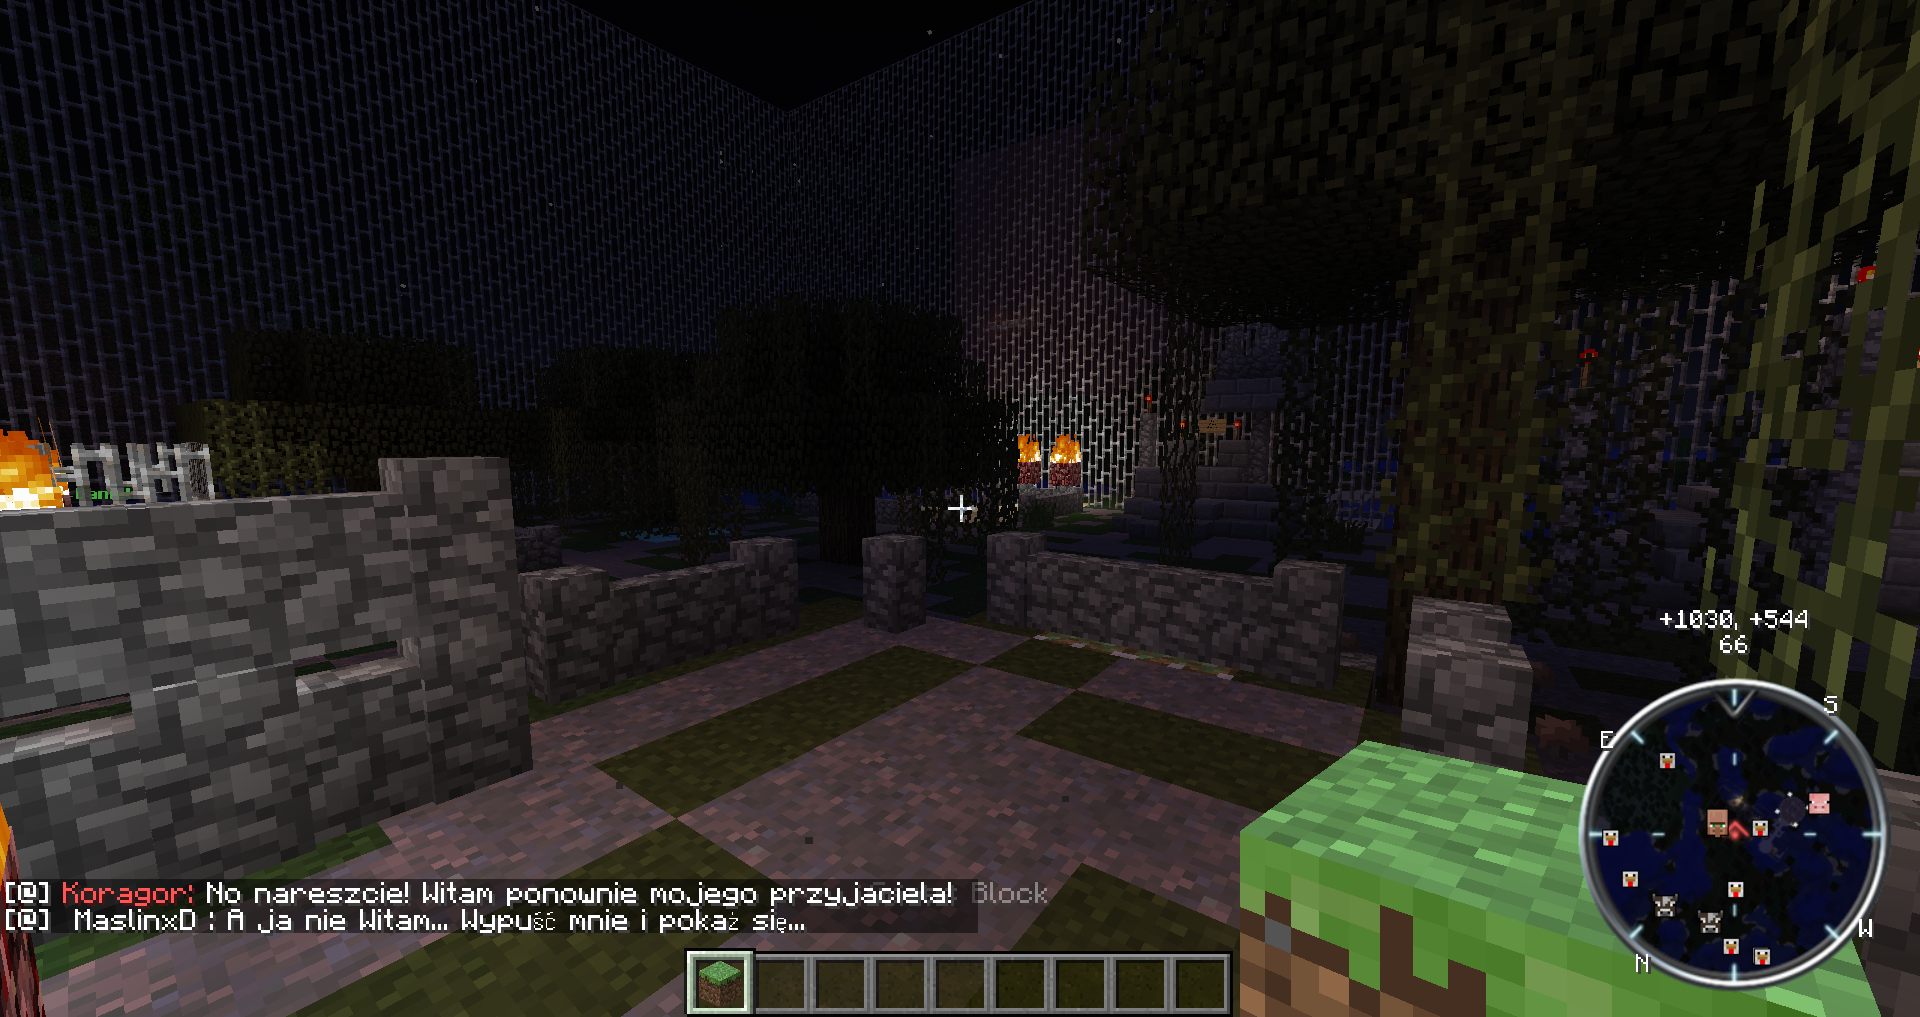 +1030, +544
66
S
E
W
N
[@] Koragor: No nareszcie! Witam ponownie mojego przyjaciela!
Block
[@] MaslinxD : A ja nie Witam... Wypuść mnie i pokaż się...